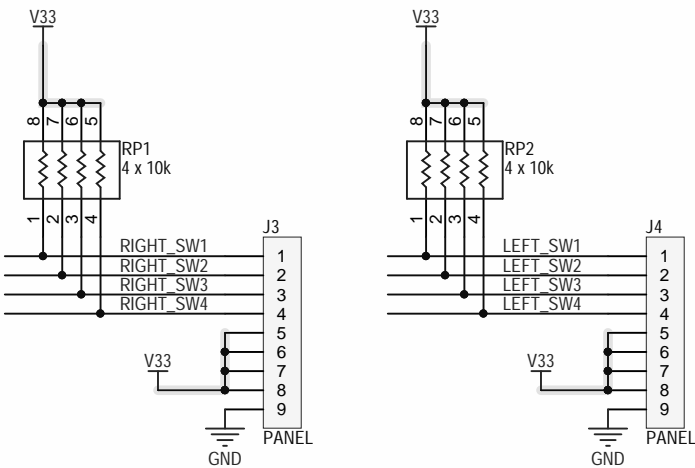 V33
8 7 6 5
RP1
4 x 10k
1 2 3 4
J3
RIGHT_SW1 1
RIGHT_SW2 2
RIGHT_SW3 3
RIGHT_SW4 4
5
6
V33 7
8
9
GND PANEL
V33
8 7 6 5
RP2
4 x 10k
1 2 3 4
J4
LEFT_SW1 1
LEFT_SW2 2
LEFT_SW3 3
LEFT_SW4 4
5
6
V33 7
8
9
GND PANEL